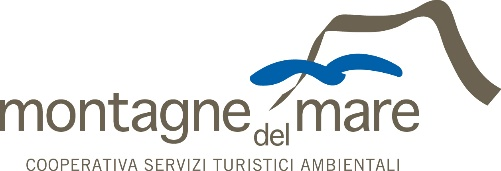 montagne del mare
COOPERATIVA SERVIZI TURISTICI AMBIENTALI